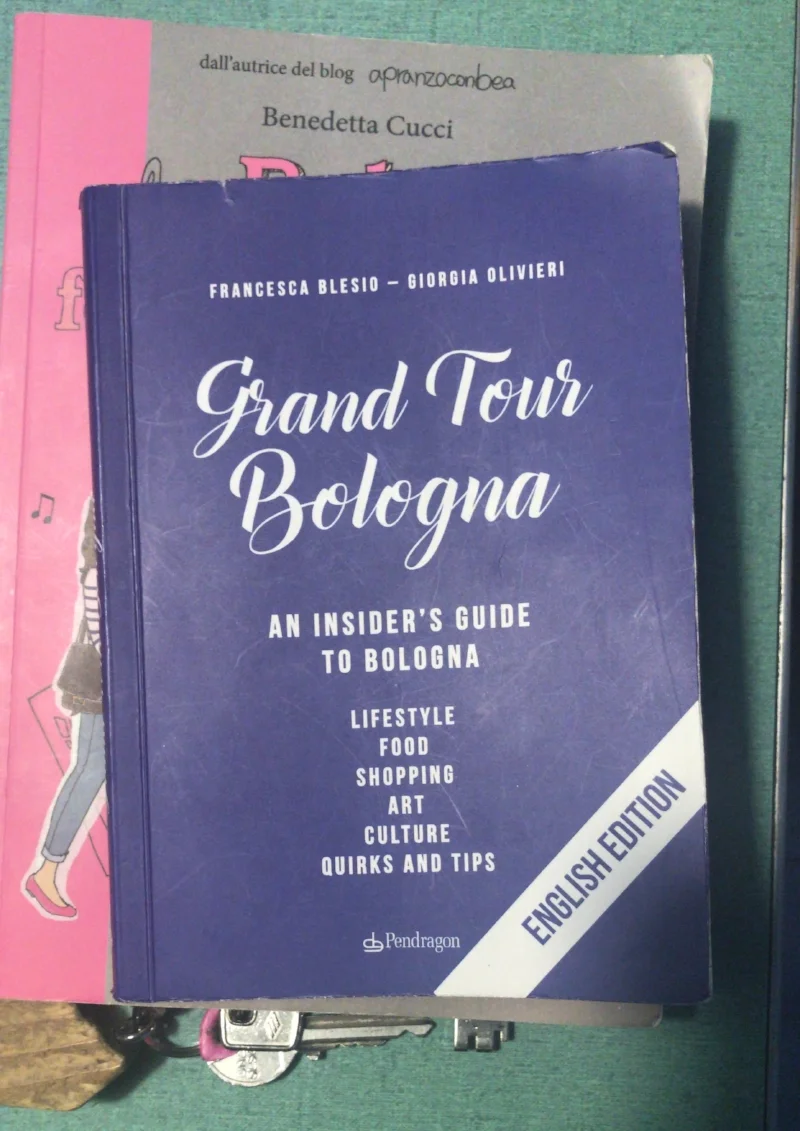 dall'autrice del blog apranzoconbea
Benedetta Cucci
FRANCESCA BLESIO – GIORGIA OLIVIERI
Grand Tour
Bologna
AN INSIDER'S GUIDE
TO BOLOGNA
LIFESTYLE
FOOD
SHOPPING
ART
CULTURE
QUIRKS AND TIPS
ENGLISH EDITION
Pendragon